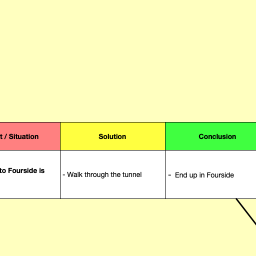 t / Situation Solution Conclusion
to Fourside is - Walk through the tunnel - End up in Fourside